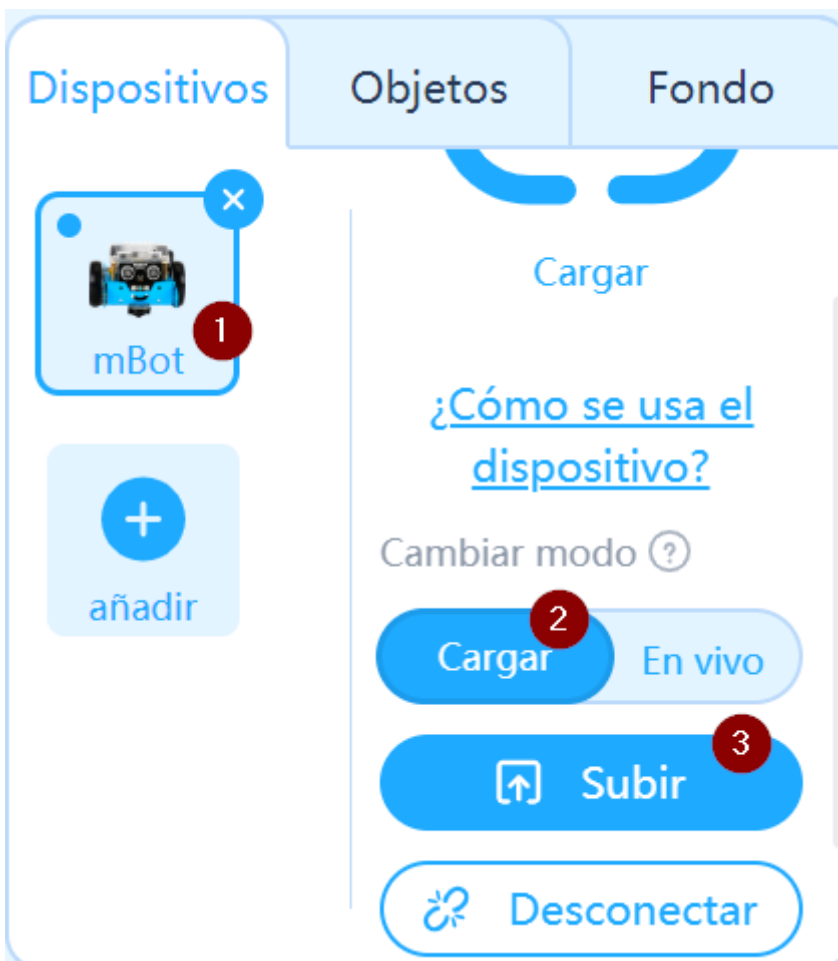 Dispositivos
Objetos
Fondo
1
mBot
añadir
Cargar
¿Cómo se usa el
dispositivo?
Cambiar modo ?
2
Cargar
En vivo
3
Subir
Desconectar